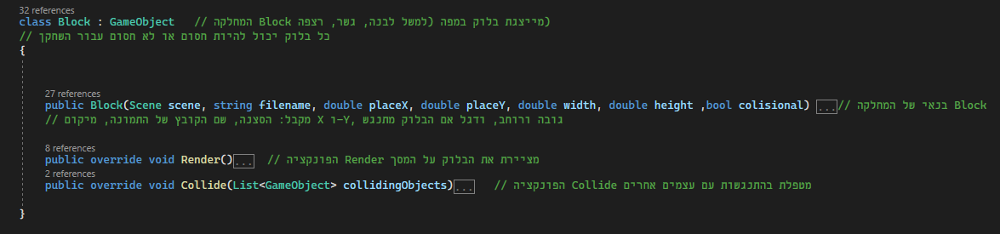 32 references
class Block : GameObject // המחלקה Block מייצגת בלוק במפה (למשל לבנה, גשר, רצפה)
// כל בלוק יכול להיות חסום או לא חסום עבור השחקן
{
27 references
public Block(Scene scene, string filename, double placeX, double placeY, double width, double height ,bool colisional) ... // בנאי של המחלקה Block
// מקבל: הסצנה, שם הקובץ של התמונה, מיקום X ו-Y, גובה ורוחב, ודגל אם הבלוק מתנגש
8 references
public override void Render()... // הפונקציה Render מציירת את הבלוק על המסך
2 references
public override void Collide(List<GameObject> collidingObjects)... // הפונקציה Collide מטפלת בהתנגשות עם עצמים אחרים
}